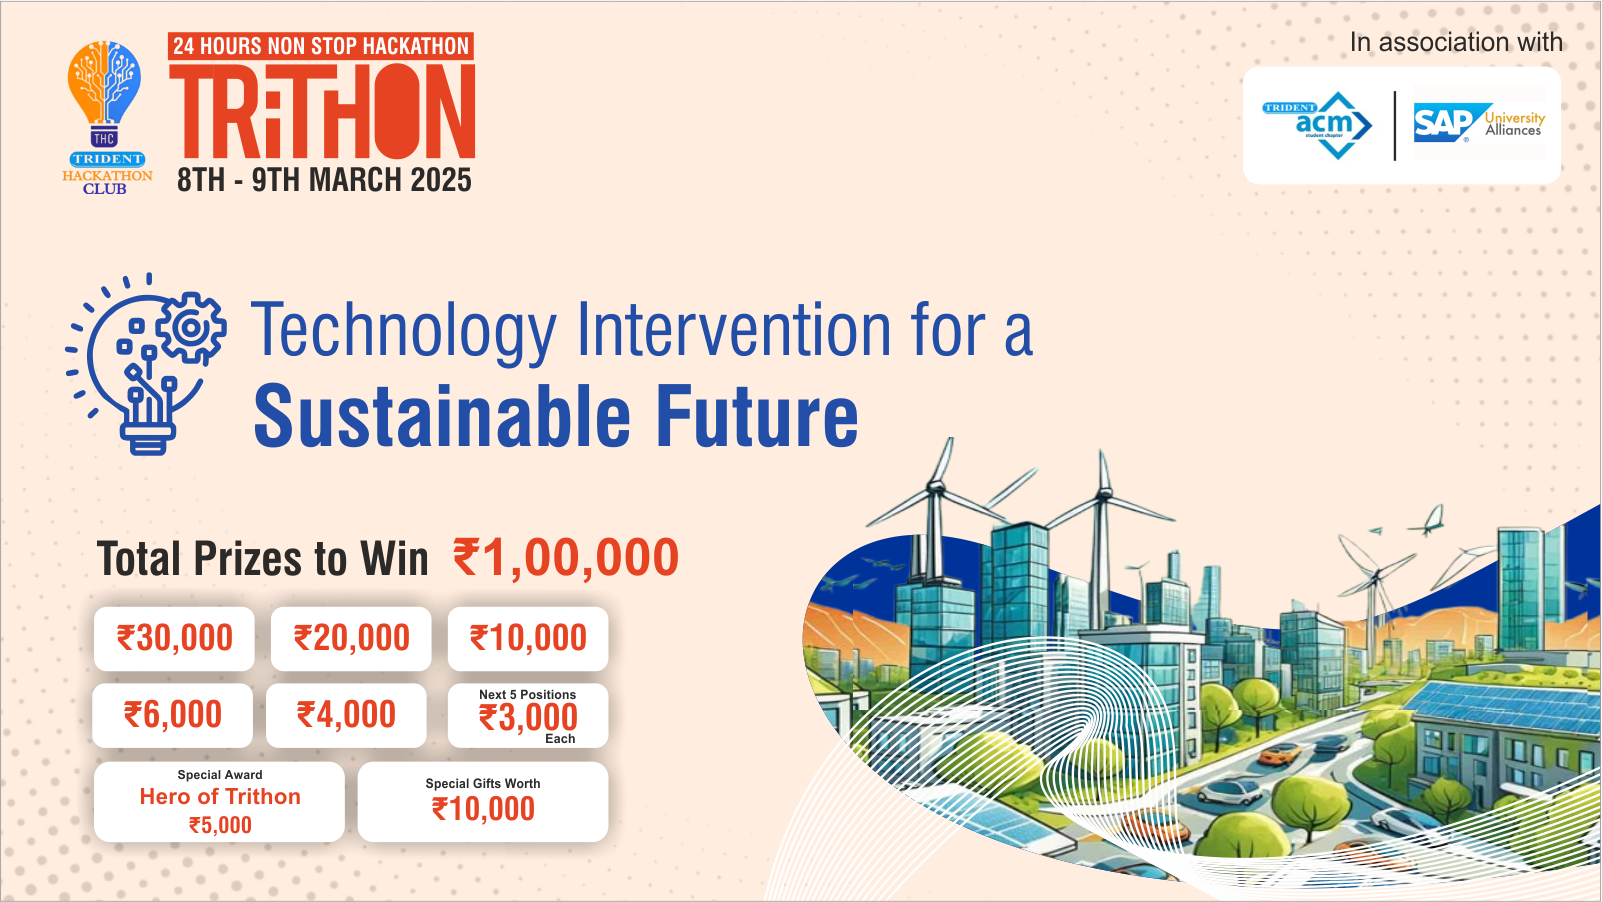 24 HOURS NON STOP HACKATHON
TRiTHON
8TH - 9TH MARCH 2025
THC
TRIDENT
HACKATHON
CLUB
In association with
TRIDENT
acm
student chapter
SAP
®
University
Alliances
Technology Intervention for a
Sustainable Future
Total Prizes to Win ₹1,00,000
₹30,000 ₹20,000 ₹10,000
₹6,000 ₹4,000
Next 5 Positions
₹3,000
Each
Special Award
Hero of Trithon
₹5,000
Special Gifts Worth
₹10,000